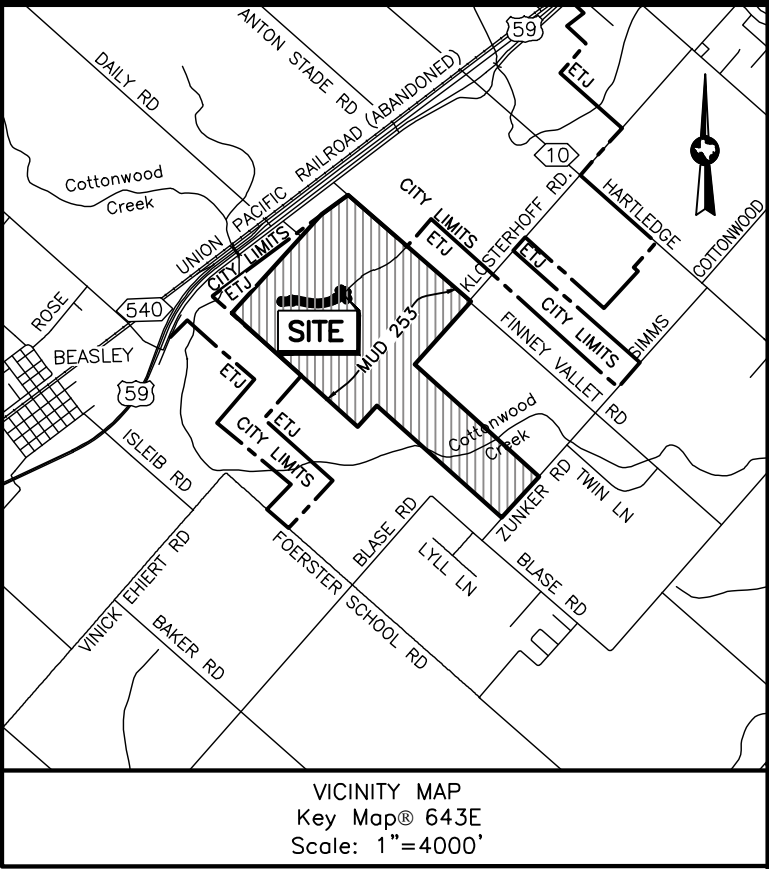 59
ANTON STADE RD
DAILY RD
ETJ
UNION PACIFIC RAILROAD (ABANDONED)
10
Cottonwood
Creek
CITY LIMITS
ETJ
KLOSTERHOFF RD.
HARTLEDGE
COTTONWOOD
CITY LIMITS
ETJ
ETJ
540
ROSE
SITE
MUD 253
CITY LIMITS
SIMMS
FINNEY VALLET RD
BEASLEY
59
ETJ
ETJ
CITY LIMITS
Cottonwood
Creek
ISLEIB RD
ZUNKER RD
TWIN LN
BLASE RD
LYLL LN
BLASE RD
FOERSTER SCHOOL RD
VINICK EHIERT RD
BAKER RD
VICINITY MAP
Key Map® 643E
Scale: 1"=4000'